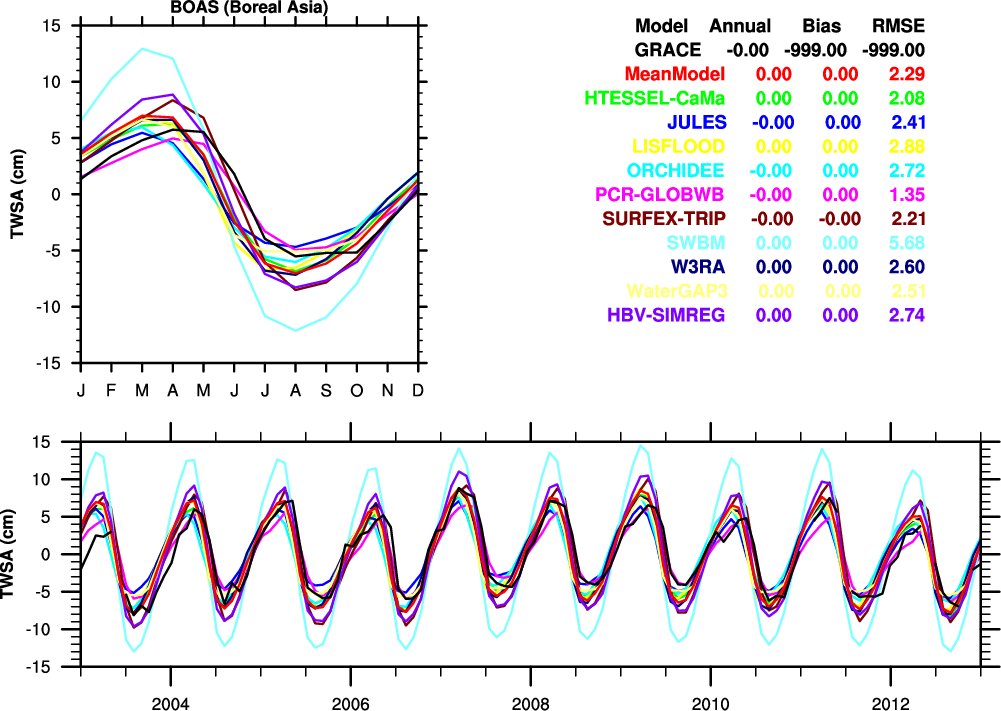 BOAS (Boreal Asia)
Model Annual Bias RMSE
GRACE -0.00 -999.00 -999.00
MeanModel 0.00 0.00 2.29
HTESSEL-CaMa 0.00 0.00 2.08
JULES -0.00 0.00 2.41
LISFLOOD 0.00 0.00 2.88
ORCHIDEE -0.00 0.00 2.72
PCR-GLOBWB -0.00 0.00 1.35
SURFEX-TRIP -0.00 -0.00 2.21
SWBM 0.00 0.00 5.68
W3RA 0.00 0.00 2.60
WaterGAP3 0.00 0.00 2.51
HBV-SIMREG 0.00 0.00 2.74
TWSA (cm)
15
10
5
0
-5
-10
-15
J F M A M J J A S O N D
TWSA (cm)
15
10
5
0
-5
-10
-15
2004 2006 2008 2010 2012